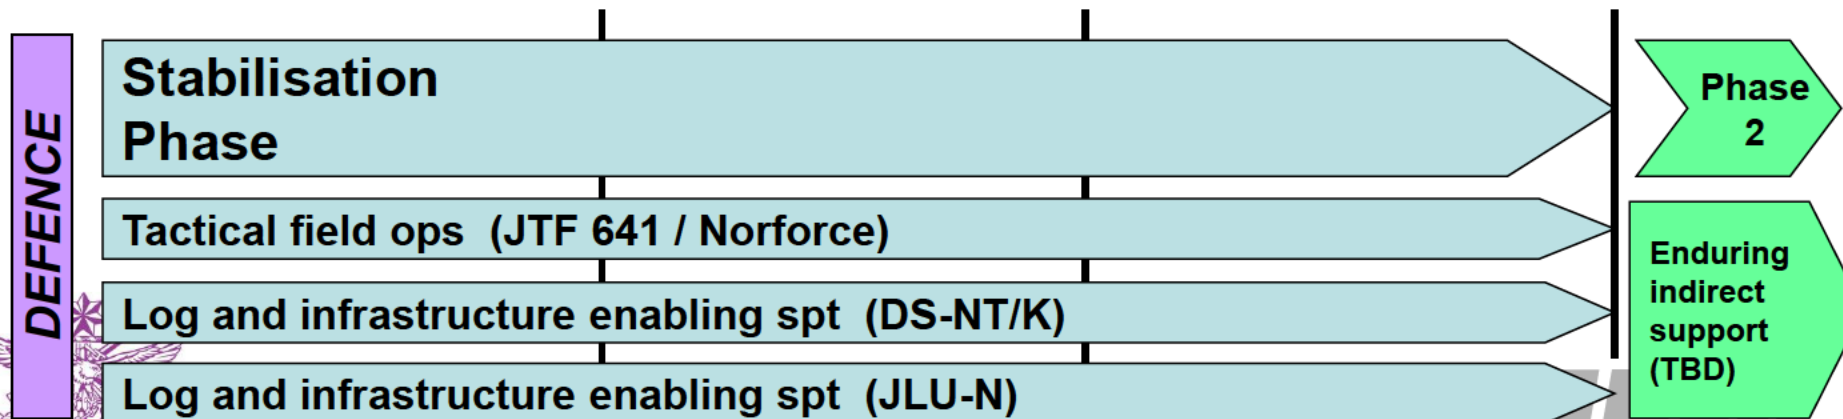 DEFENCE
Stabilisation
Phase
Phase
2
Tactical field ops  (JTF 641 / Norforce)
Log and infrastructure enabling spt  (DS-NT/K)
Log and infrastructure enabling spt  (JLU-N)
Enduring
indirect
support
(TBD)